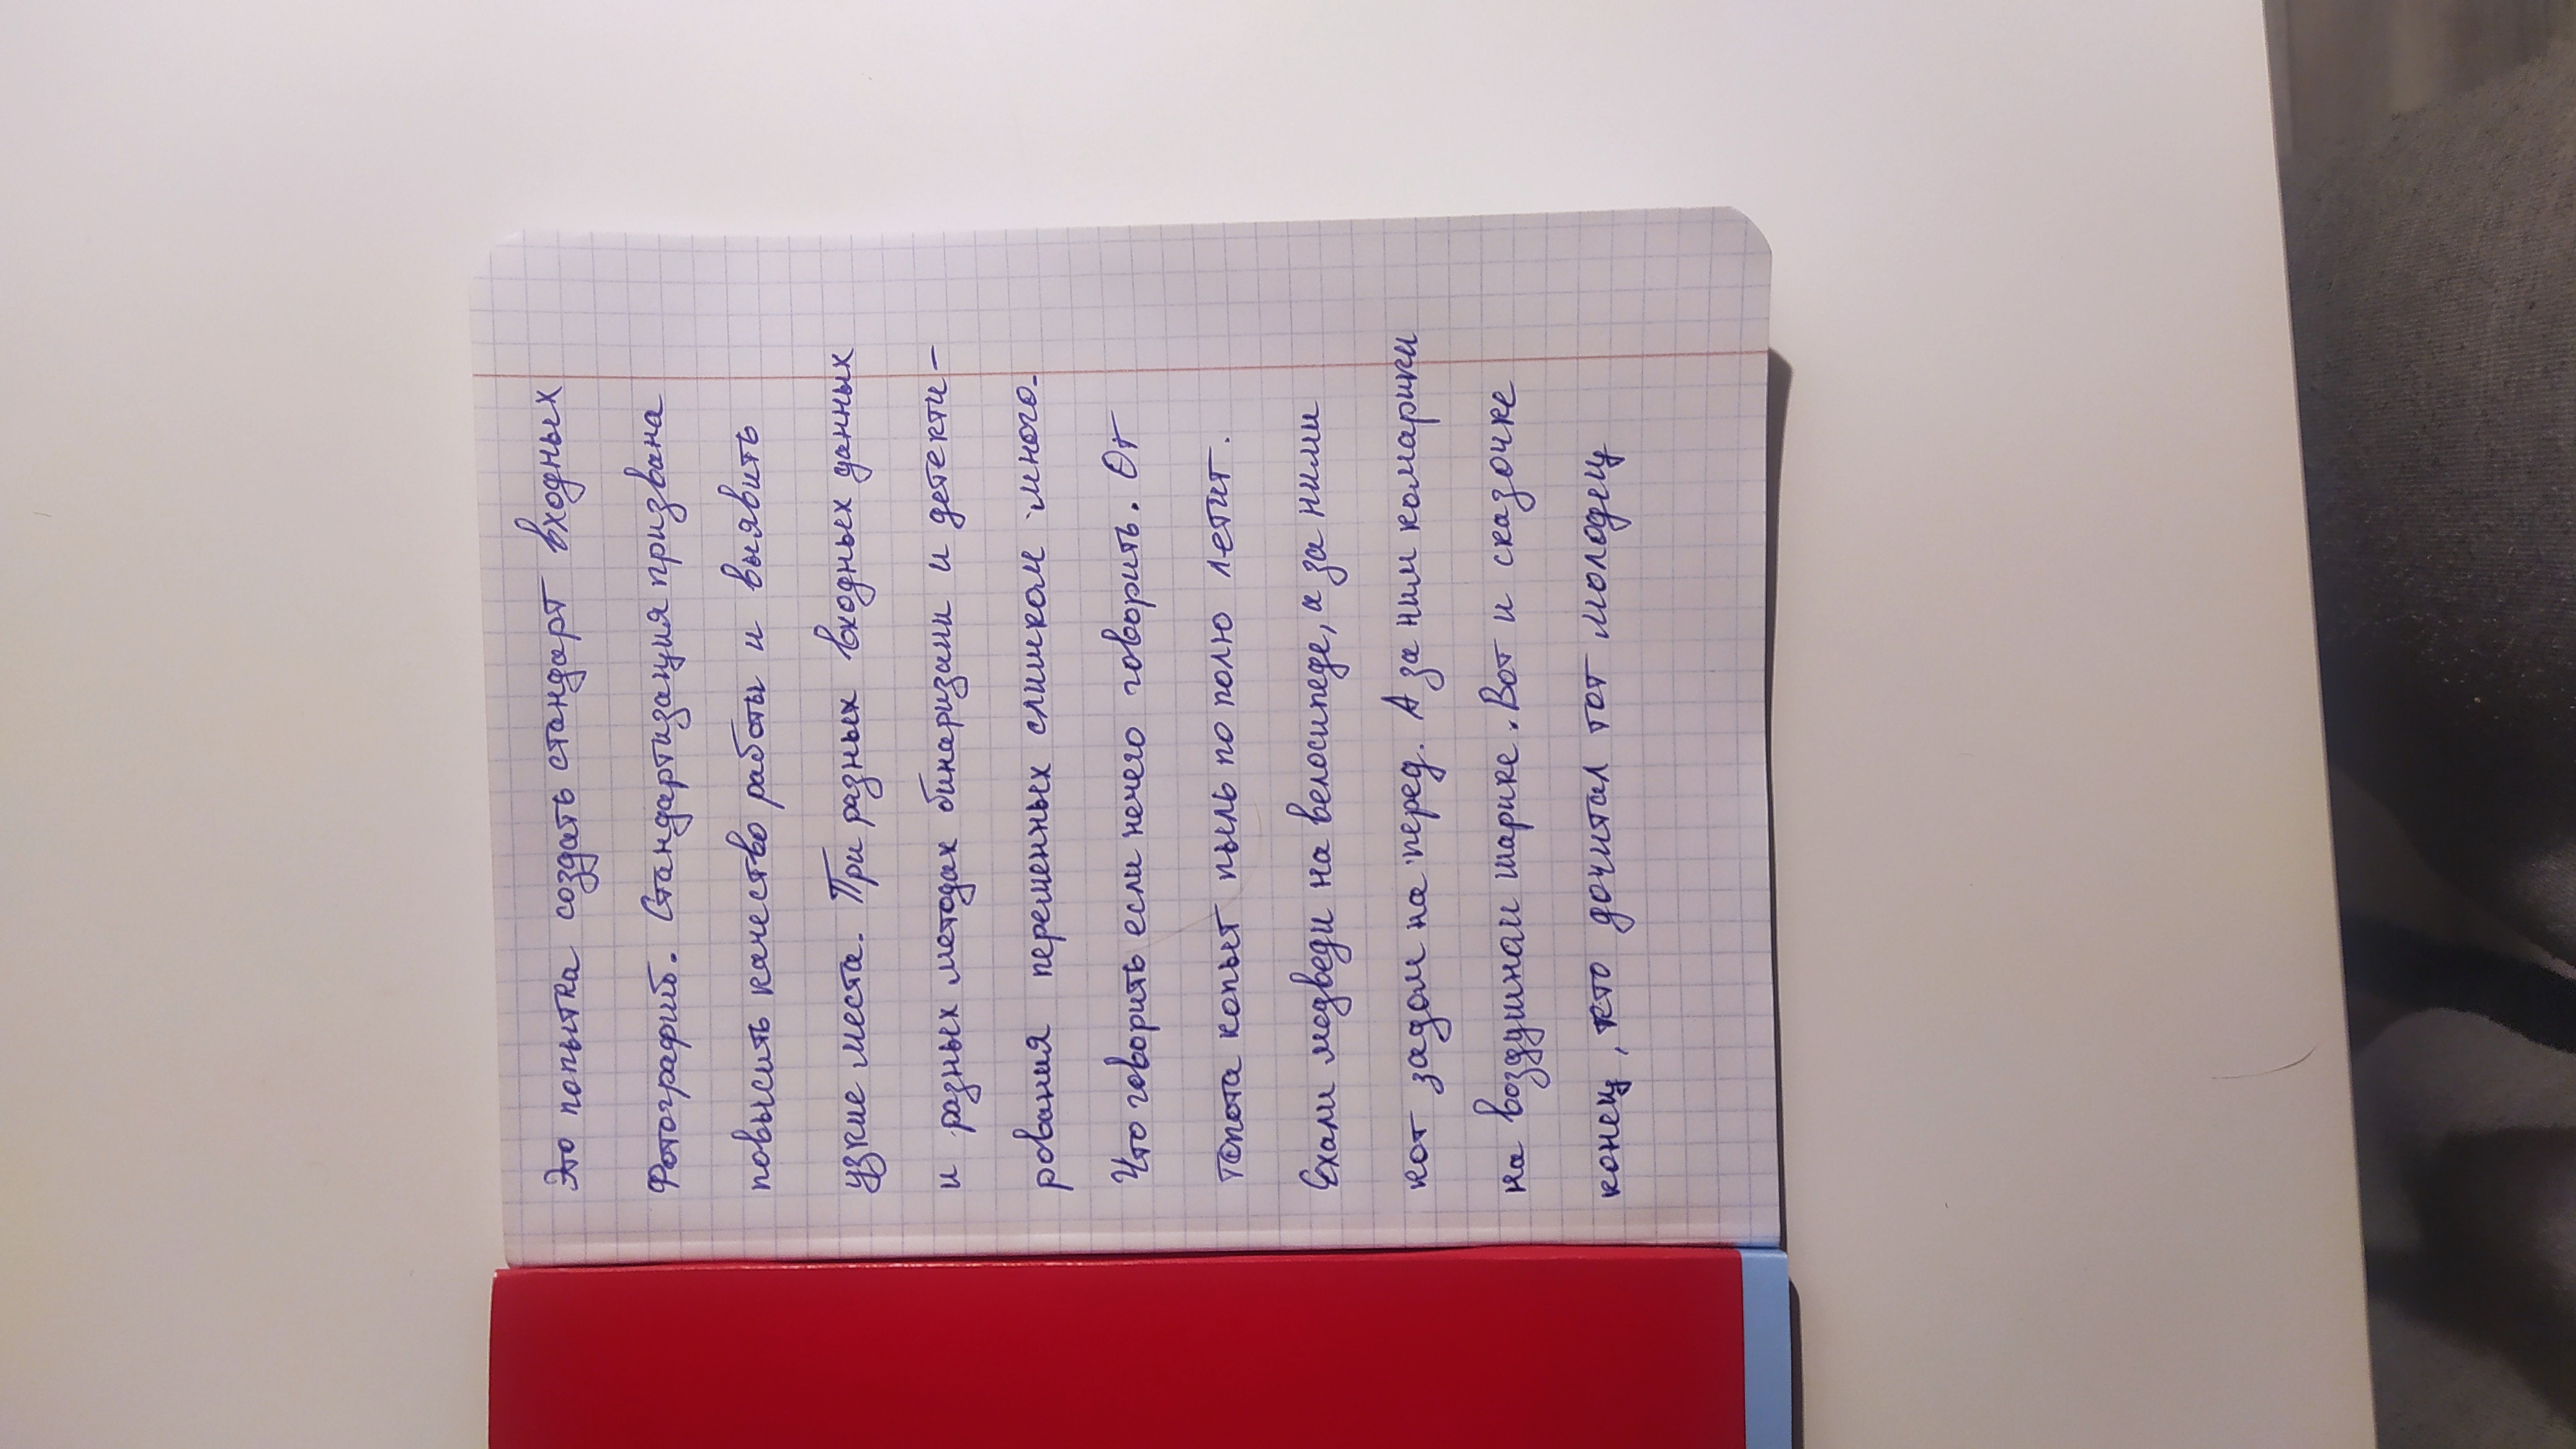 Это попытка создать стандарт входных
Фотографий. Стандартизация призвана
повысить качество работы и выявить
узкие места. При разных входных данных
и разных методах бинаризации и детекти-
рования переменных слишком много.
Что говорить если нечего говорить. От
топота копыт пыль по полю летит.
Ехали медведи на велосипеде, а за ними
кот задом на перед. А за ним комарики
на воздушном шарике. Вот и сказочке
конец, кто дочитал тот молодец